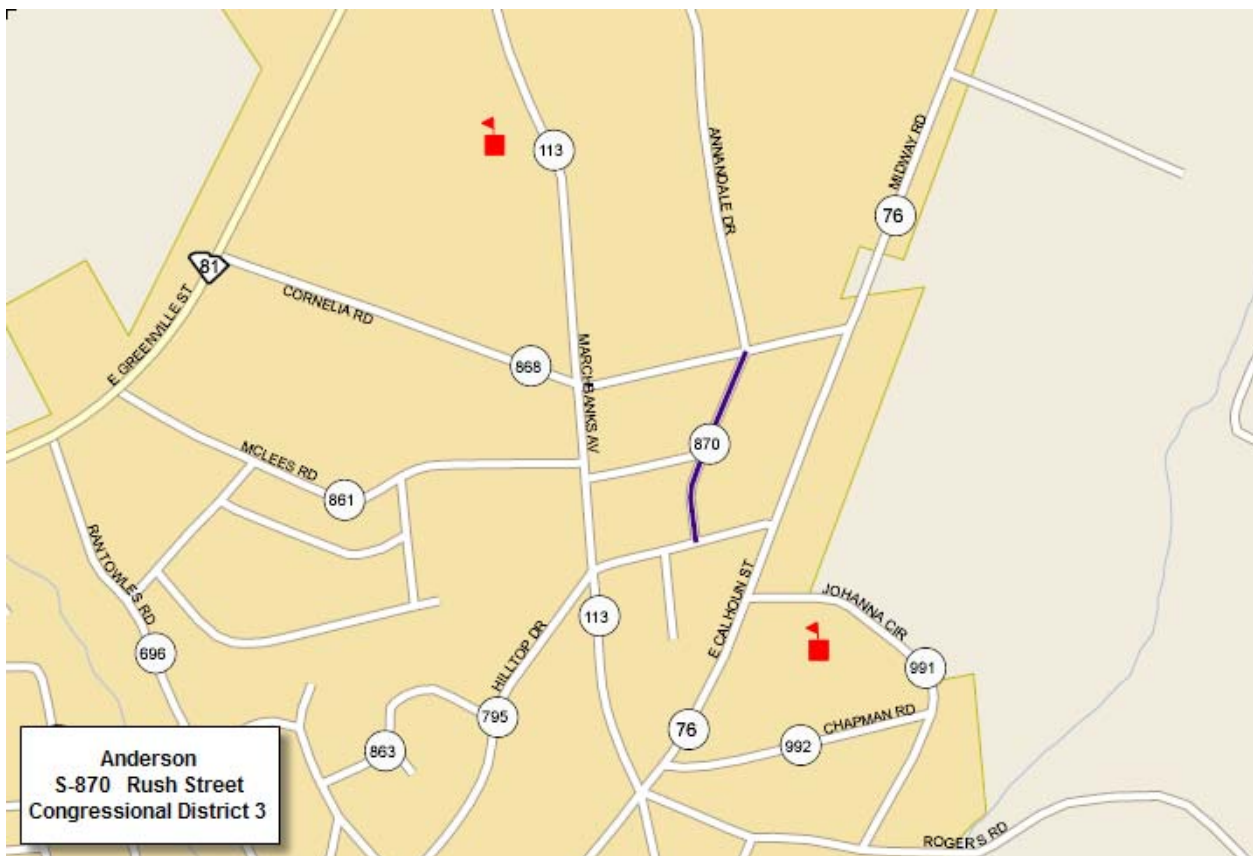 113
ANNANDALE DR
MIDWAY RD
76
81
CORNELIA RD
E GREENVILLE ST
868
MARCHBANKS AV
870
MCLEES RD
861
RANTOWLES RD
696
HILLTOP DR
113
E CALHOUN ST
JOHANNA CIR
991
795
863
76
CHAPMAN RD
992
ROGERS RD
Anderson
S-870 Rush Street
Congressional District 3